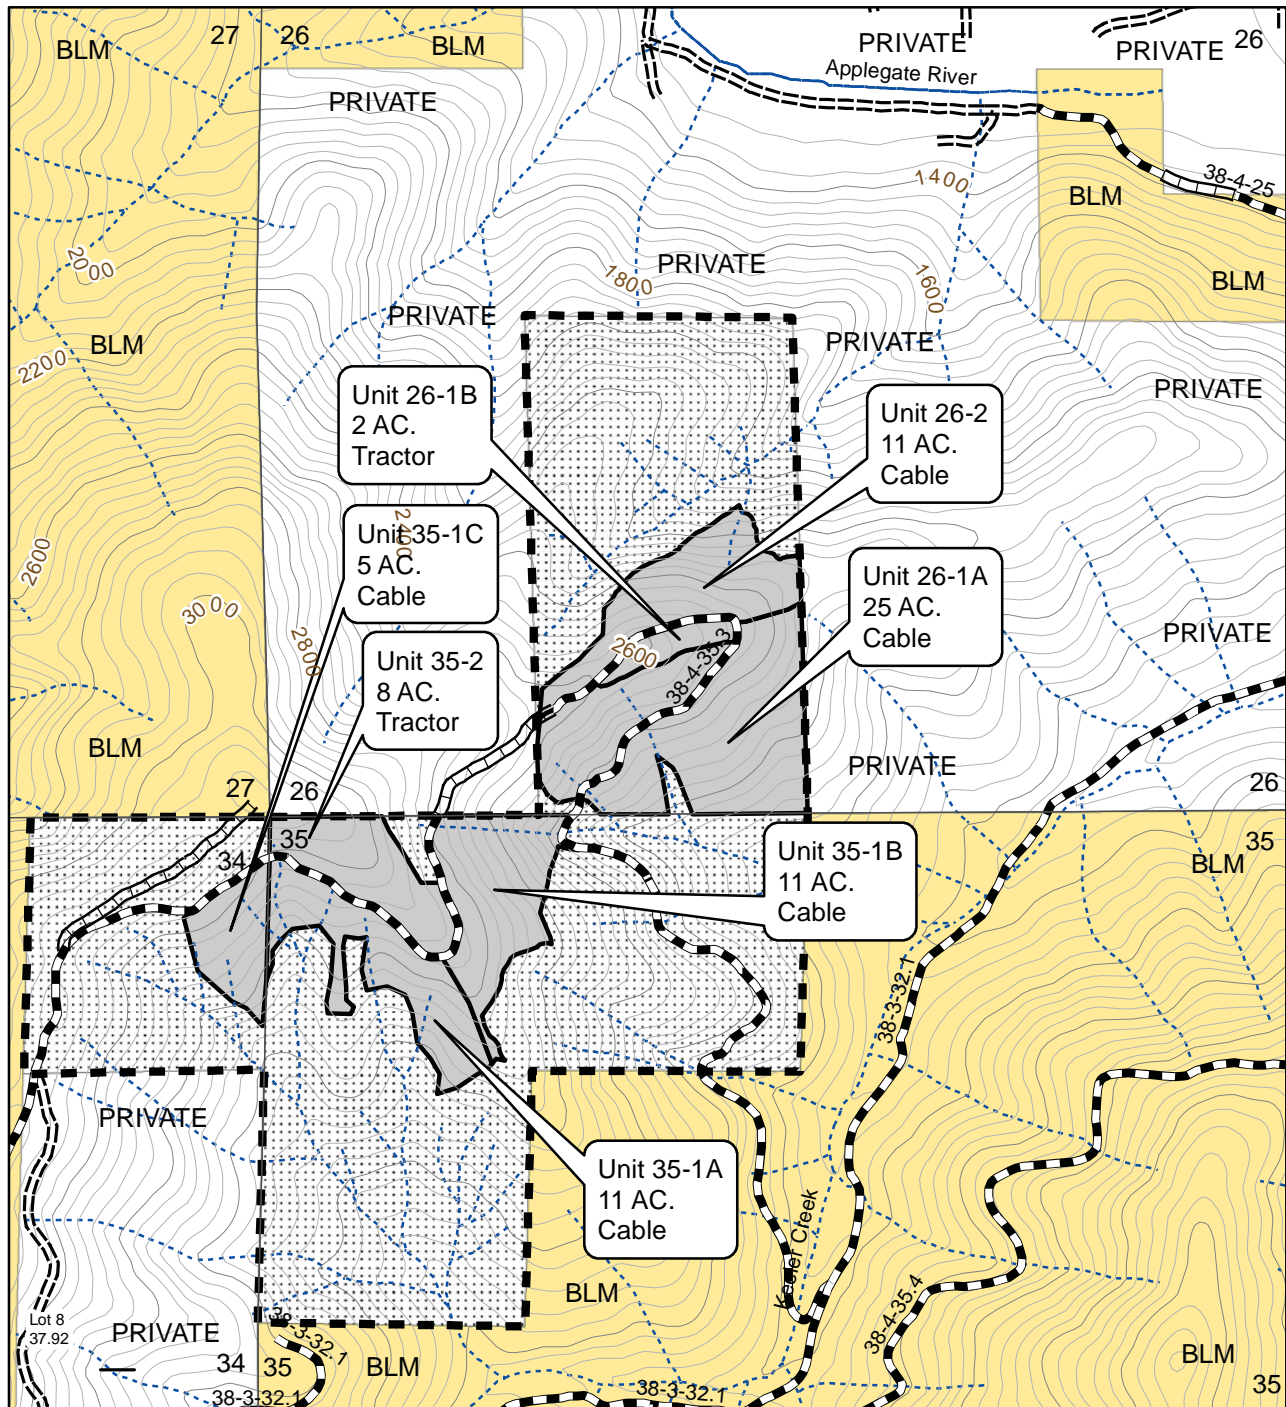 27
26
BLM
BLM
PRIVATE
PRIVATE
26
Applegate River
PRIVATE
38-4-25
1400
BLM
2000
PRIVATE
1800
1600
BLM
PRIVATE
PRIVATE
BLM
2200
PRIVATE
Unit 26-1B
2 AC.
Tractor
Unit 26-2
11 AC.
Cable
2400
Unit 35-1C
5 AC.
Cable
2600
Unit 26-1A
25 AC.
Cable
3000
2800
PRIVATE
Unit 35-2
8 AC.
Tractor
2600
38-4-35.3
BLM
PRIVATE
27
26
26
34
35
35
BLM
Unit 35-1B
11 AC.
Cable
38-3-32.1
PRIVATE
Unit 35-1A
11 AC.
Cable
Keeler Creek
BLM
38-4-35.4
Lot 8
37.92
PRIVATE
38-3-32.1
34
35
BLM
BLM
38-3-32.1
38-3-32.1
35